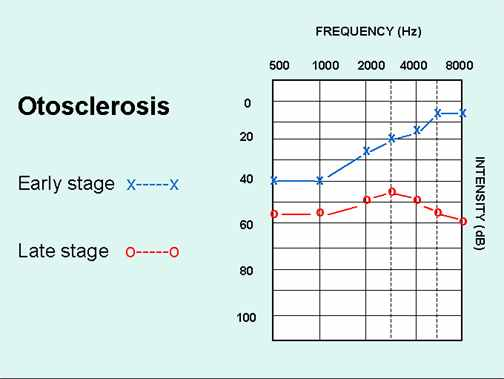 FREQUENCY (Hz)
500 1000 2000 4000 8000
Otosclerosis
0
20
40
60
80
100
Early stage x-----x
Late stage o-----o
INTENSITY (dB)